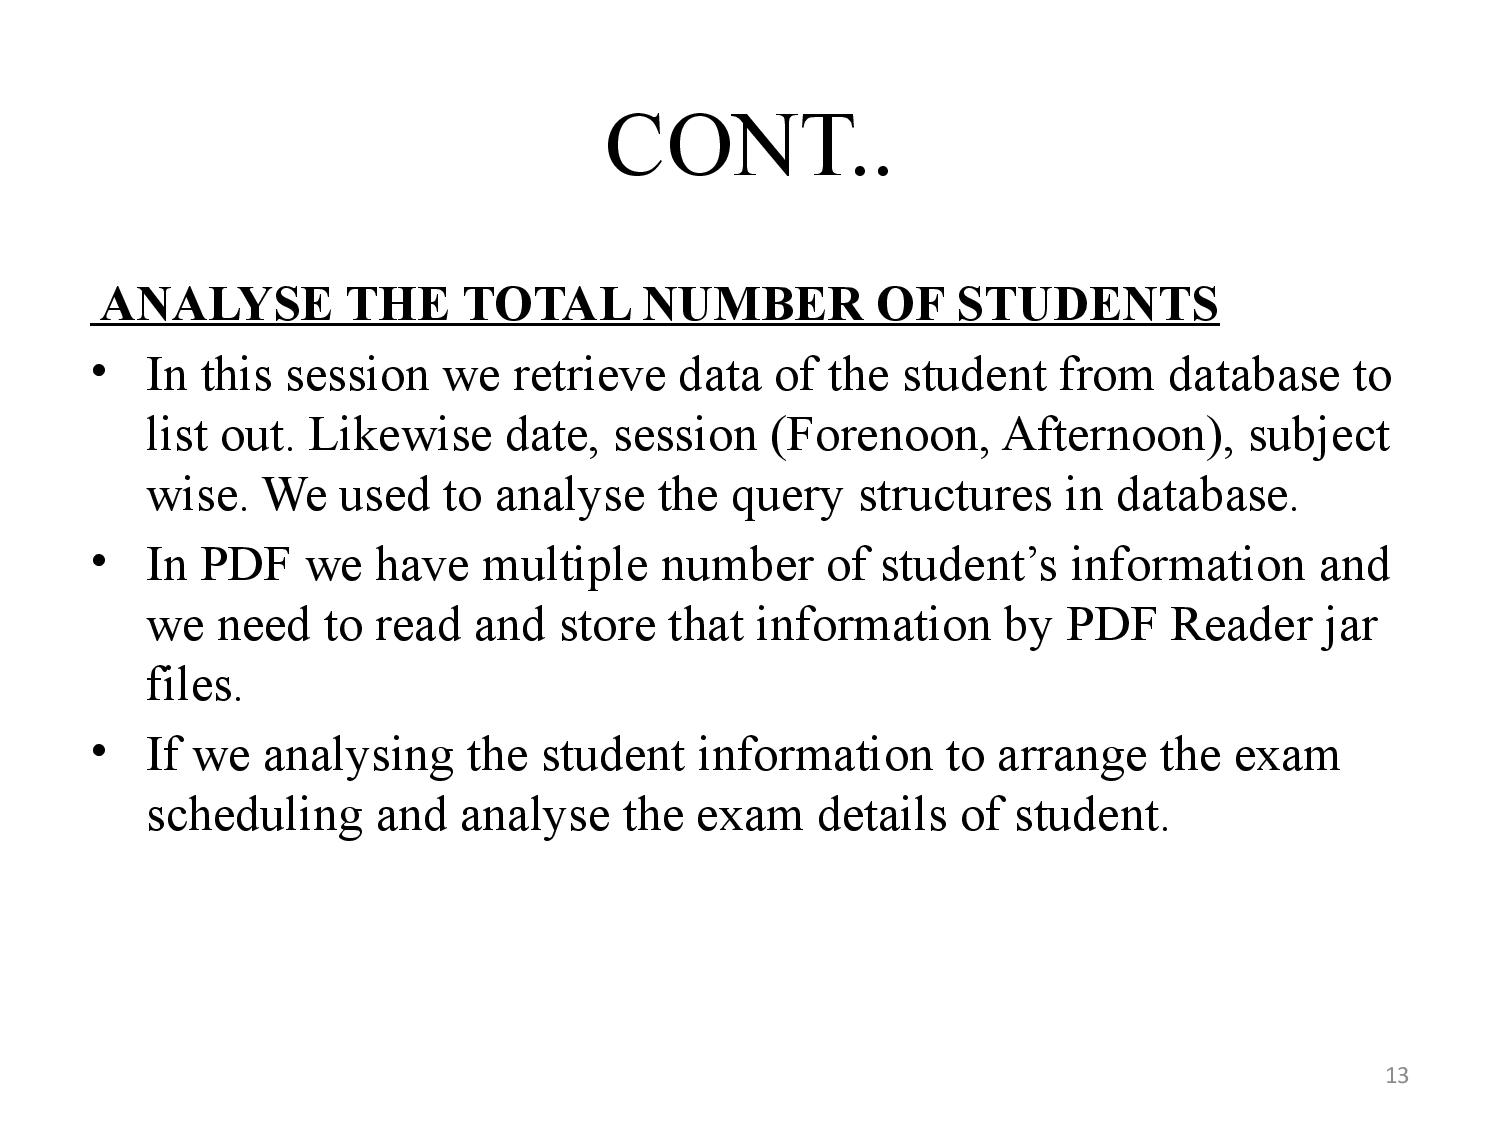 CONT..
ANALYSE THE TOTAL NUMBER OF STUDENTS
• In this session we retrieve data of the student from database to
list out. Likewise date, session (Forenoon, Afternoon), subject
wise. We used to analyse the query structures in database.
• In PDF we have multiple number of student’s information and
we need to read and store that information by PDF Reader jar
files.
• If we analysing the student information to arrange the exam
scheduling and analyse the exam details of student.
13